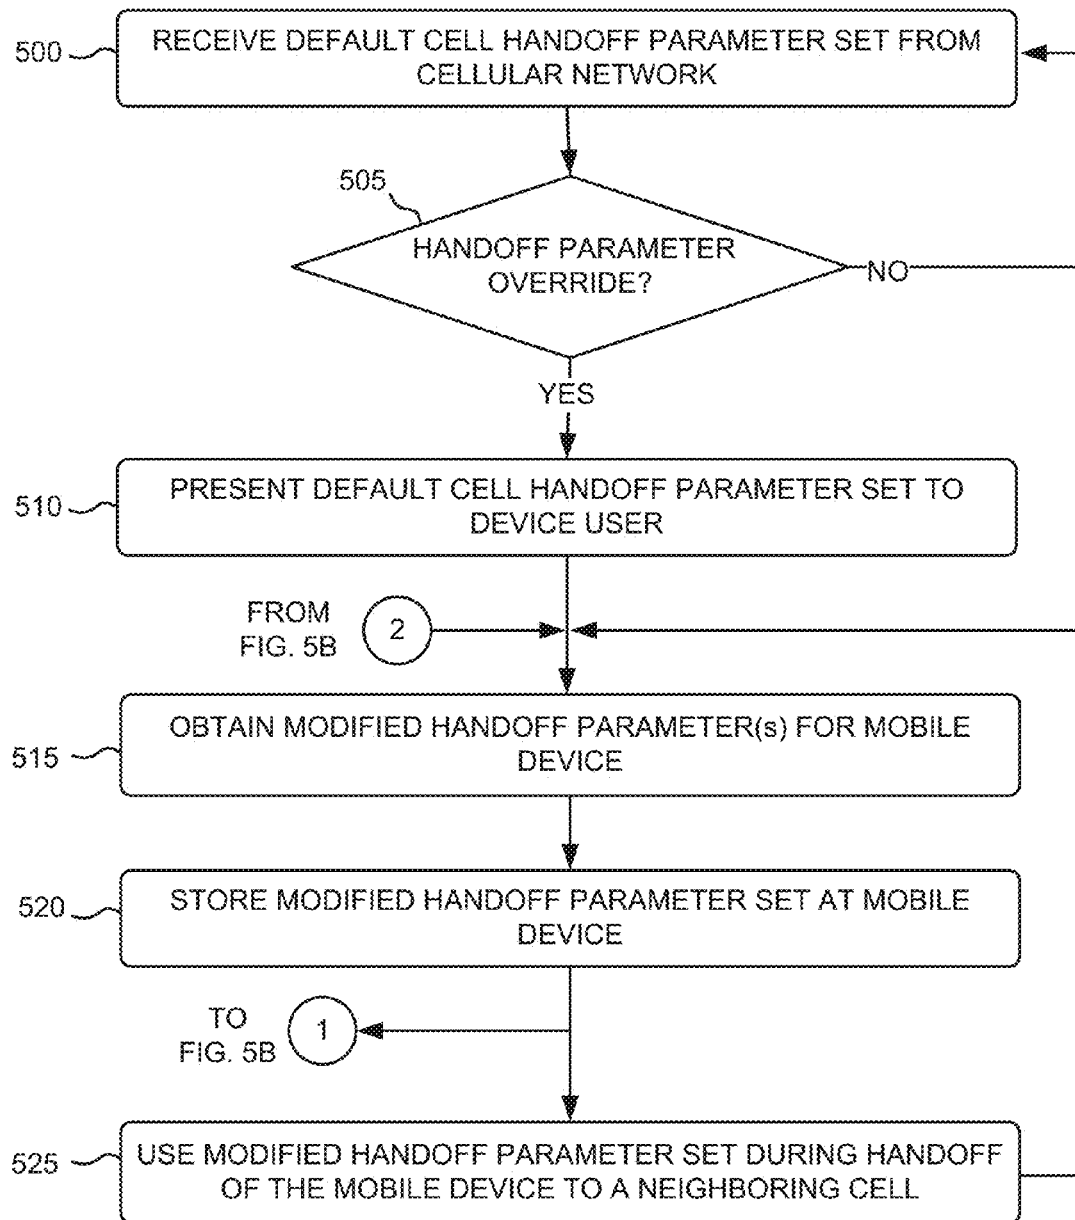 500
RECEIVE DEFAULT CELL HANDOFF PARAMETER SET FROM
CELLULAR NETWORK
505
HANDOFF PARAMETER
OVERRIDE?
NO
YES
510
PRESENT DEFAULT CELL HANDOFF PARAMETER SET TO
DEVICE USER
FROM
FIG. 5B
2
515
OBTAIN MODIFIED HANDOFF PARAMETER(s) FOR MOBILE
DEVICE
520
STORE MODIFIED HANDOFF PARAMETER SET AT MOBILE
DEVICE
TO
FIG. 5B
1
525
USE MODIFIED HANDOFF PARAMETER SET DURING HANDOFF
OF THE MOBILE DEVICE TO A NEIGHBORING CELL